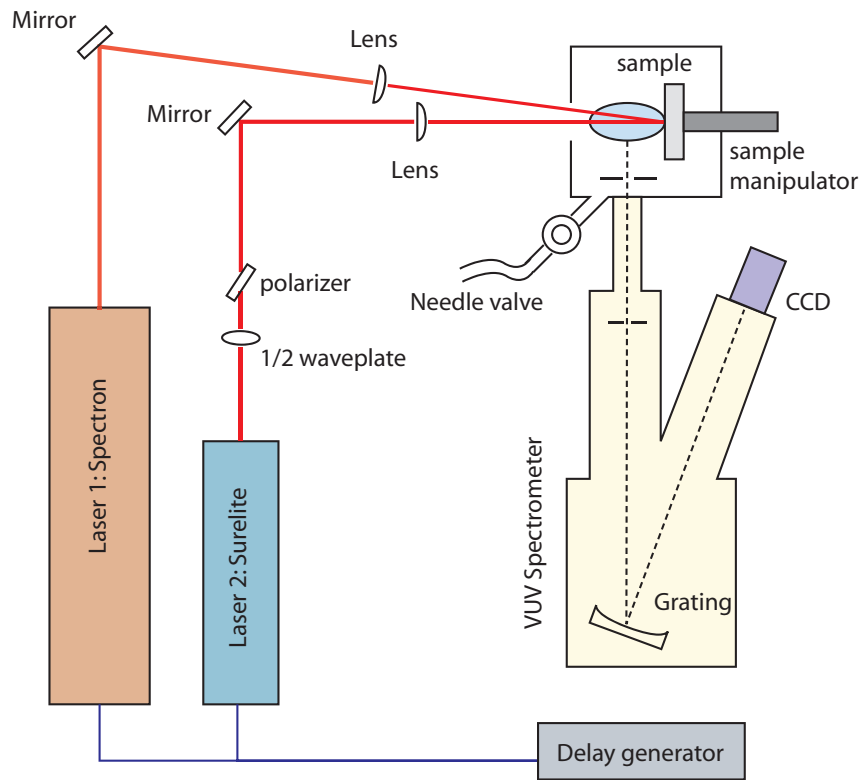 Mirror
Lens
sample
Mirror
Lens
sample
manipulator
polarizer
Needle valve
CCD
1/2 waveplate
Laser 1: Spectron
Laser 2: Surelite
VUV Spectrometer
Grating
Delay generator